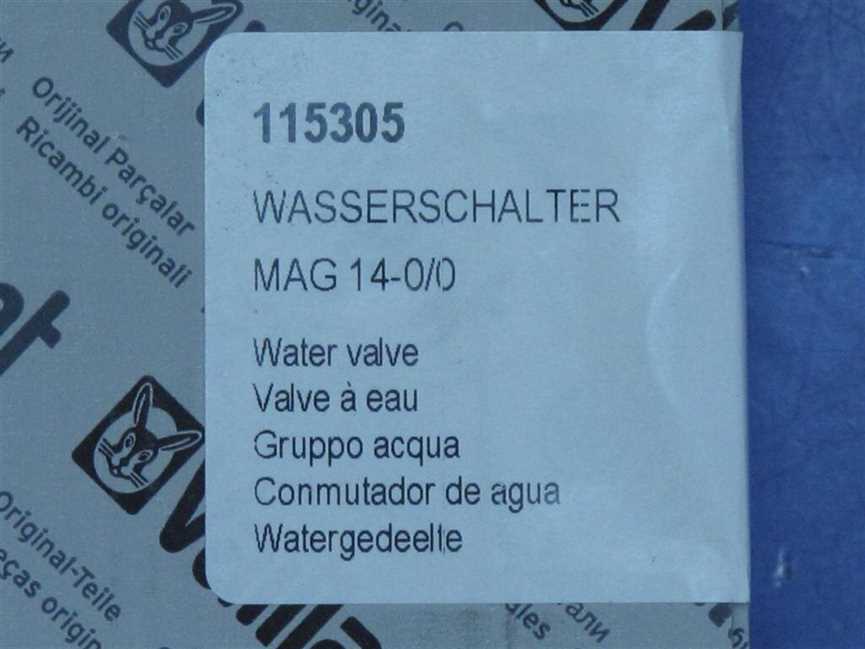 115305
WASSERSCHALTER
MAG 14-0/0
Water valve
Valve à eau
Gruppo acqua
Conmutador de agua
Watergedeelte
Orijinal Parçalar
Ricambi originali
Original-Teile